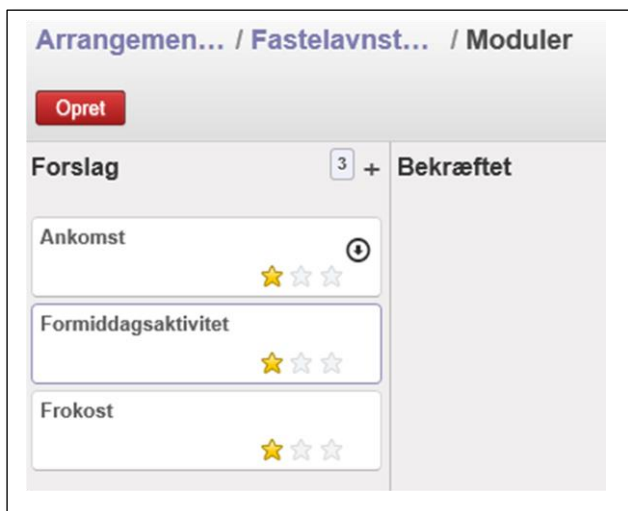 Arrangemen... / Fastelavnst... / Moduler
Opret
Forslag 3 + Bekræftet
Ankomst
Formiddagsaktivitet
Frokost